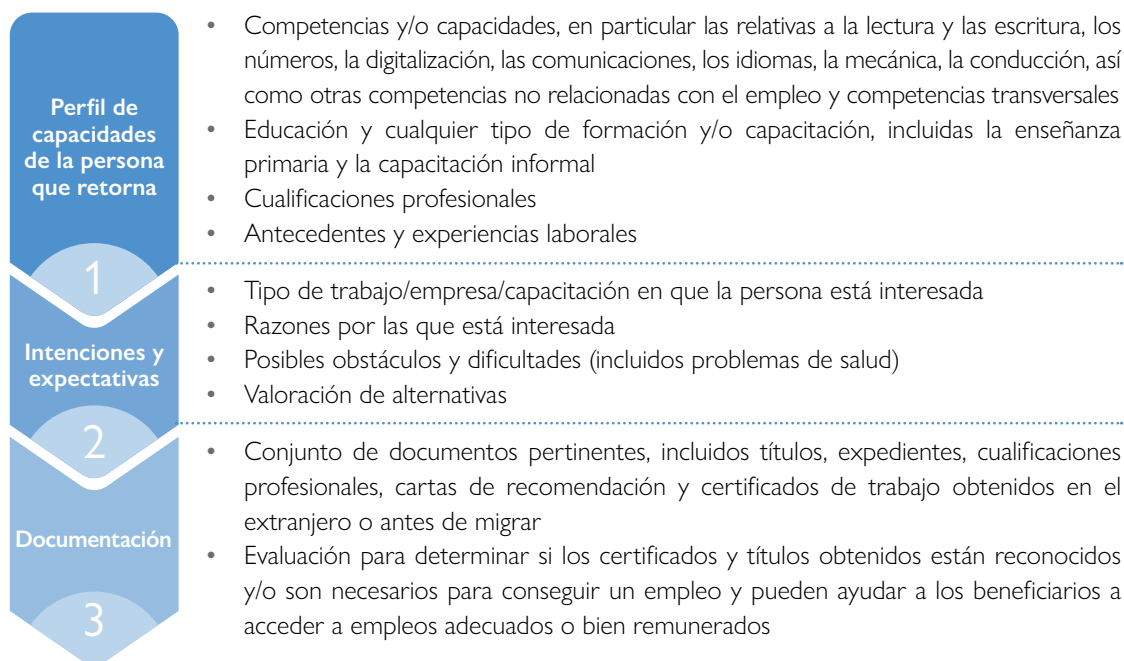 Perfil de
capacidades
de la persona
que retorna
1
• Competencias y/o capacidades, en particular las relativas a la lectura y las escritura, los
números, la digitalización, las comunicaciones, los idiomas, la mecánica, la conducción, así
como otras competencias no relacionadas con el empleo y competencias transversales
• Educación y cualquier tipo de formación y/o capacitación, incluidas la enseñanza
primaria y la capacitación informal
• Cualificaciones profesionales
• Antecedentes y experiencias laborales
Intenciones y
expectativas
2
• Tipo de trabajo/empresa/capacitación en que la persona está interesada
• Razones por las que está interesada
• Posibles obstáculos y dificultades (incluidos problemas de salud)
• Valoración de alternativas
Documentación
3
• Conjunto de documentos pertinentes, incluidos títulos, expedientes, cualificaciones
profesionales, cartas de recomendación y certificados de trabajo obtenidos en el
extranjero o antes de migrar
• Evaluación para determinar si los certificados y títulos obtenidos están reconocidos
y/o son necesarios para conseguir un empleo y pueden ayudar a los beneficiarios a
acceder a empleos adecuados o bien remunerados